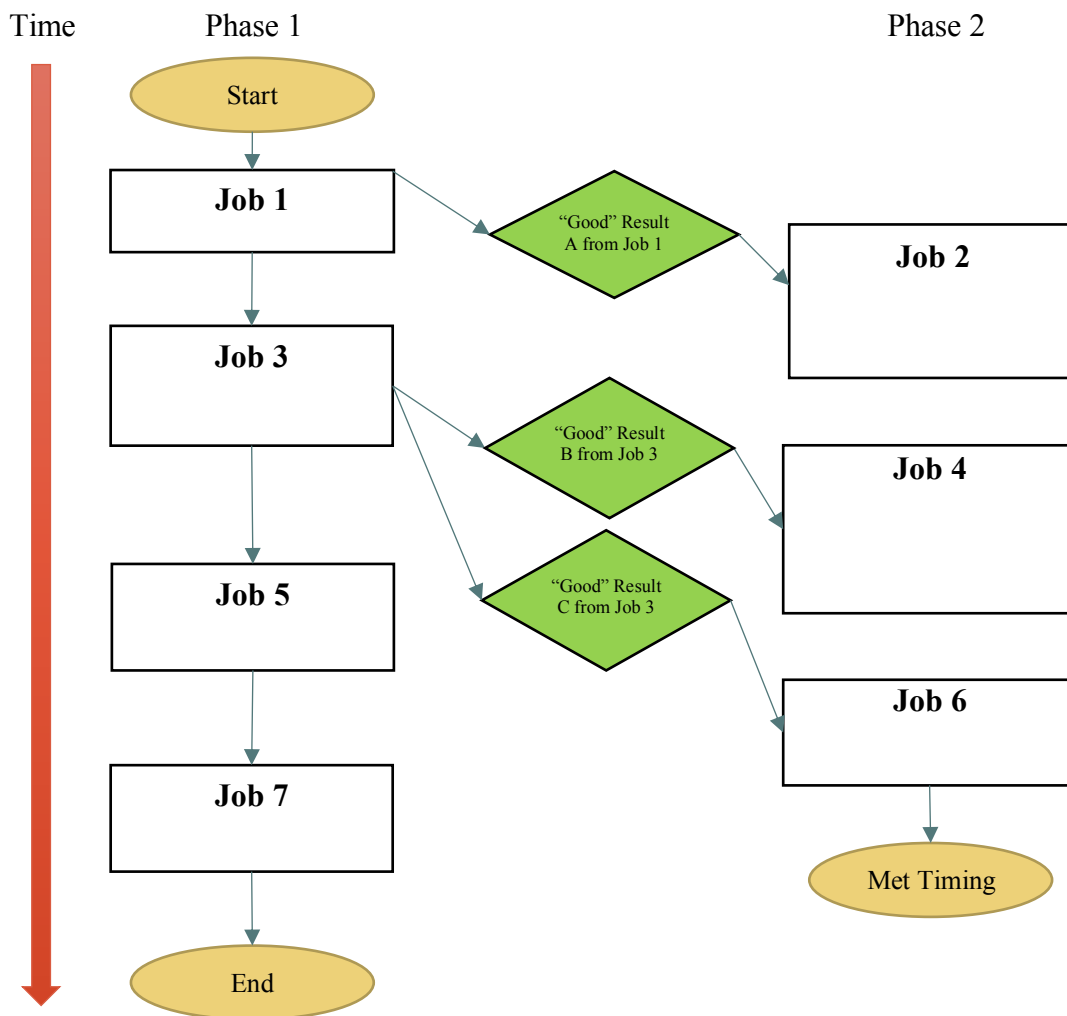 Time
Phase 1
Phase 2
Start
Job 1
“Good” Result
A from Job 1
Job 2
Job 3
“Good” Result
B from Job 3
Job 4
“Good” Result
C from Job 3
Job 5
Job 6
Job 7
Met Timing
End